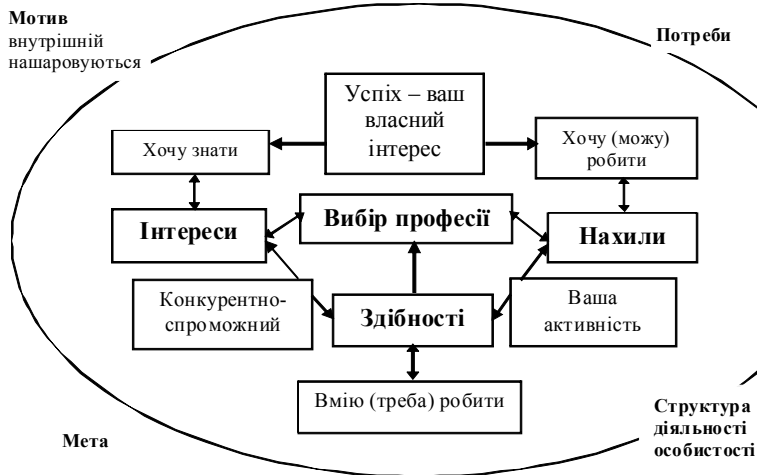 Мотив
внутрішній
нашаровуються
Потреби
Успіх – ваш
власний
інтерес
Хочу знати
Хочу (можу)
робити
Інтереси
Вибір професії
Нахили
Конкурентно-
спроможний
Здібності
Ваша
активність
Вмію (треба) робити
Мета
Структура
діяльності
особистості